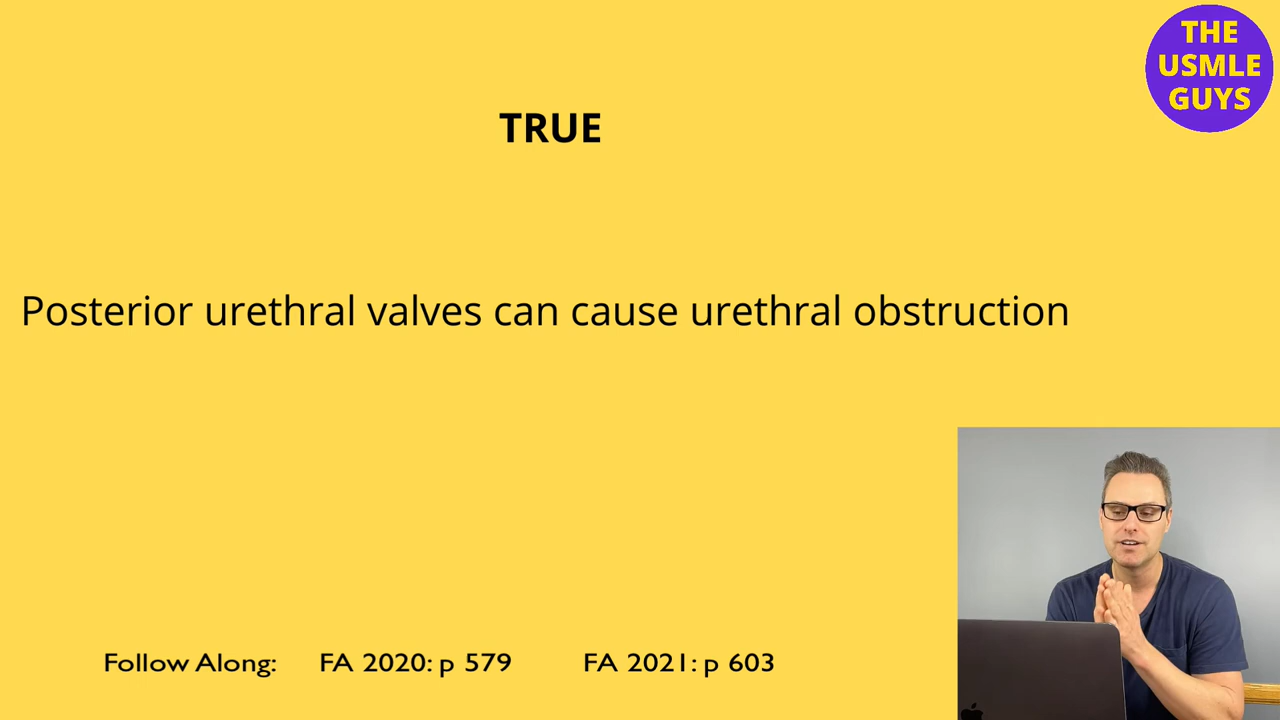 THE
USMLE
GUYS
TRUE
Posterior urethral valves can cause urethral obstruction
Follow Along: FA 2020: p 579 FA 2021: p 603